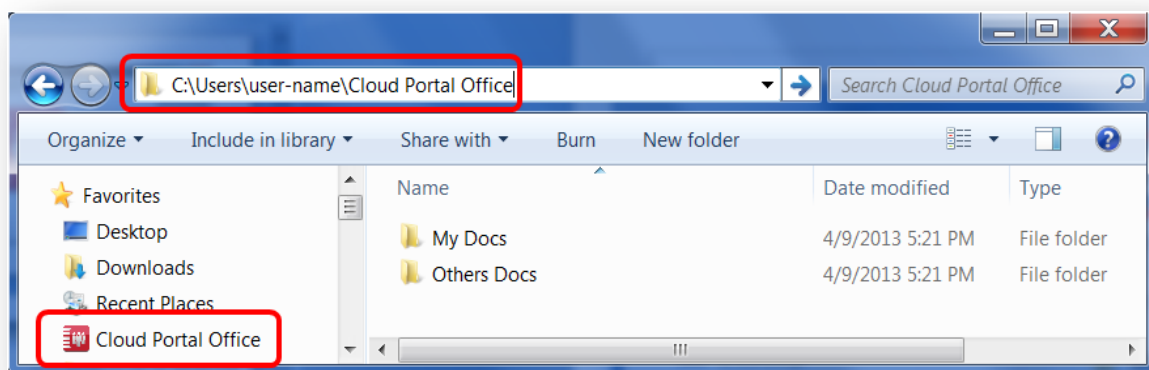 C:\Users\user-name\Cloud Portal Office
Search Cloud Portal Office
Organize Include in library Share with Burn New folder
Favorites
Desktop
Downloads
Recent Places
Cloud Portal Office
Name Date modified Type
My Docs 4/9/2013 5:21 PM File folder
Others Docs 4/9/2013 5:21 PM File folder